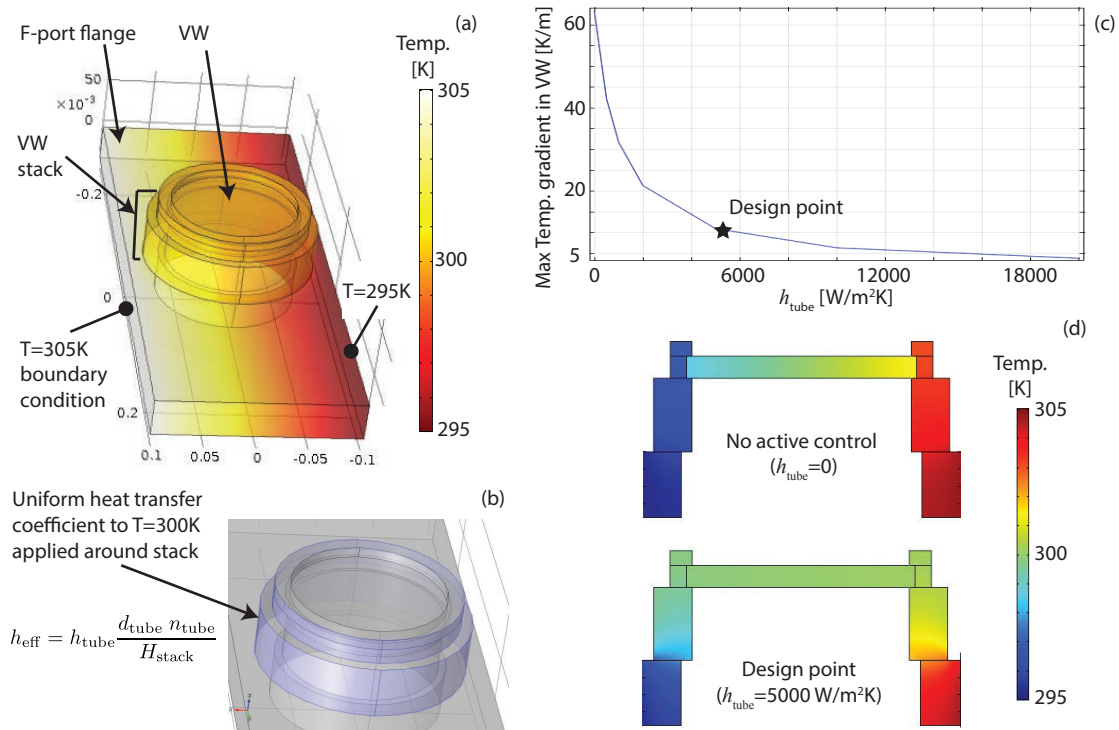 (a)
F-port flange
VW
Temp.
[K]
50
×10⁻³
0
305
VW
stack
-0.2
300
0
T=295K
T=305K
boundary
condition
0.2
295
0.1 0.05 0 -0.05 -0.1
(b)
Uniform heat transfer
coefficient to T=300K
applied around stack
h_eff = h_tube d_tube n_tube / H_stack
x
y
z
(c)
Max Temp. gradient in VW [K/m]
60
40
20
5
Design point
0 6000 12000 18000
h_tube [W/m²K]
(d)
Temp.
[K]
305
No active control
(h_tube=0)
300
Design point
(h_tube=5000 W/m²K)
295